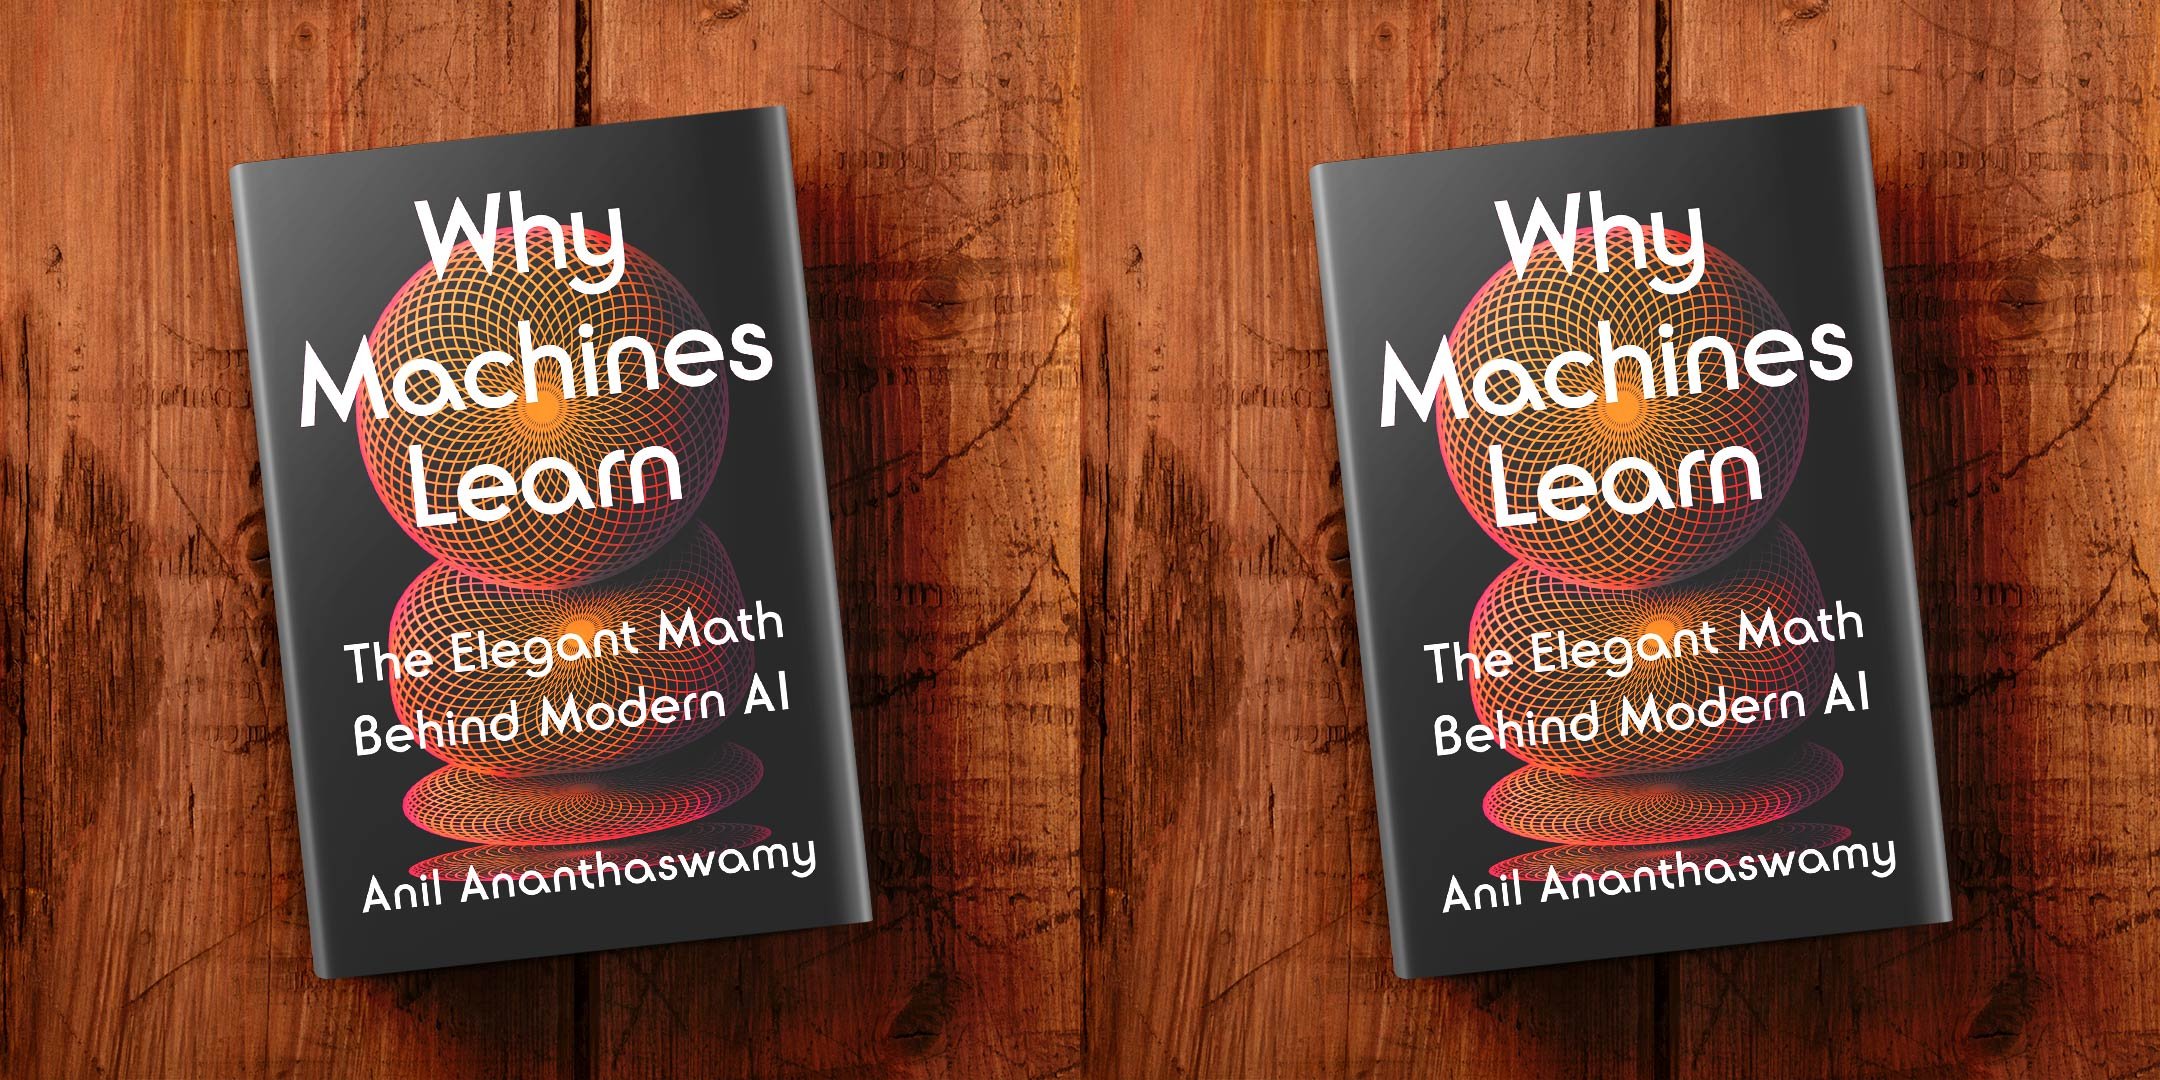 Why
Machines
Learn
The Elegant Math
Behind Modern AI
Anil Ananthaswamy
Why
Machines
Learn
The Elegant Math
Behind Modern AI
Anil Ananthaswamy